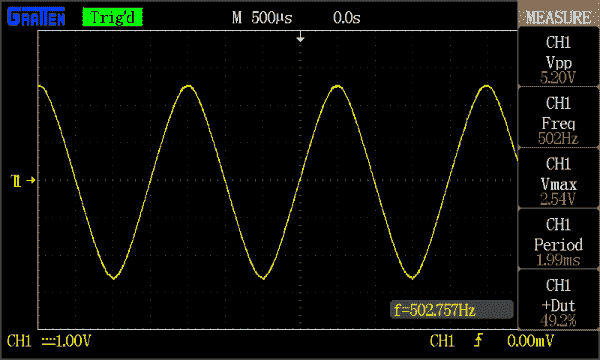 GRATTEN Trig'd M 500μs 0.0s MEASURE
CH1
Vpp
5.20V
CH1
Freq
502Hz
CH1
Vmax
2.54V
CH1
Period
1.99ms
CH1
+Dut
49.2%
T1
f=502.757Hz
CH1 1.00V CH1 0.00mV